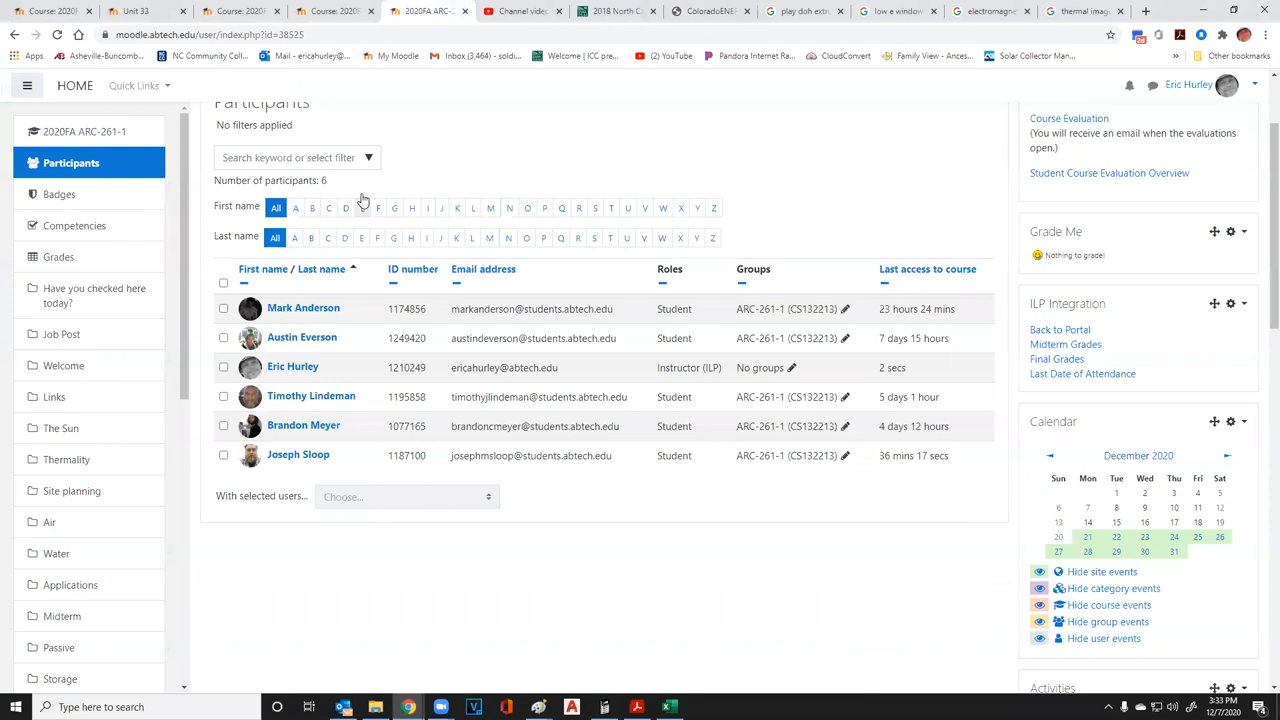 Course: 2020F
Unit 33.
Course: 2020F
Course: 2020F
2020FA ARC-2
Channel video
2018 North C
ColoradoENEF
play doh extru
low e window
electromagne
thermal imag
moodle.abtech.edu/user/index.php?id=38525
Apps Asheville-Buncomb... NC Community Coll... Mail - ericahurley@... My Moodle Inbox (3,464) - soldi... Welcome | ICC pre... (2) YouTube Pandora Internet Ra... CloudConvert Family View - Ances... Solar Collector Man... » Other bookmarks
HOME Quick Links Eric Hurley
2020FA ARC-261-1
Participants
Badges
Competencies
Grades
Have you checked here
today?
Job Post
Welcome
Links
The Sun
Thermality
Site planning
Air
Water
Applications
Midterm
Passive
Storage
Participants
No filters applied
Search keyword or select filter ▼
Number of participants: 6
First name All A B C D E F G H I J K L M N O P Q R S T U V W X Y Z
Last name All A B C D E F G H I J K L M N O P Q R S T U V W X Y Z
First name / Last name ID number Email address Roles Groups Last access to course
Mark Anderson 1174856 markanderson@students.abtech.edu Student ARC-261-1 (CS132213) 23 hours 24 mins
Austin Everson 1249420 austindeverson@students.abtech.edu Student ARC-261-1 (CS132213) 7 days 15 hours
Eric Hurley 1210249 ericahurley@abtech.edu Instructor (ILP) No groups 2 secs
Timothy Lindeman 1195858 timothyjlindeman@students.abtech.edu Student ARC-261-1 (CS132213) 5 days 1 hour
Brandon Meyer 1077165 brandoncmeyer@students.abtech.edu Student ARC-261-1 (CS132213) 4 days 12 hours
Joseph Sloop 1187100 josephmsloop@students.abtech.edu Student ARC-261-1 (CS132213) 36 mins 17 secs
With selected users... Choose...
Course Evaluation
(You will receive an email when the evaluations
open.)
Student Course Evaluation Overview
Grade Me
Nothing to grade!
ILP Integration
Back to Portal
Midterm Grades
Final Grades
Last Date of Attendance
Calendar
◄ December 2020 ►
Sun Mon Tue Wed Thu Fri Sat
1 2 3 4 5
6 7 8 9 10 11 12
13 14 15 16 17 18 19
20 21 22 23 24 25 26
27 28 29 30 31
Hide site events
Hide category events
Hide course events
Hide group events
Hide user events
Activities
Type here to search
3:33 PM
12/7/2020